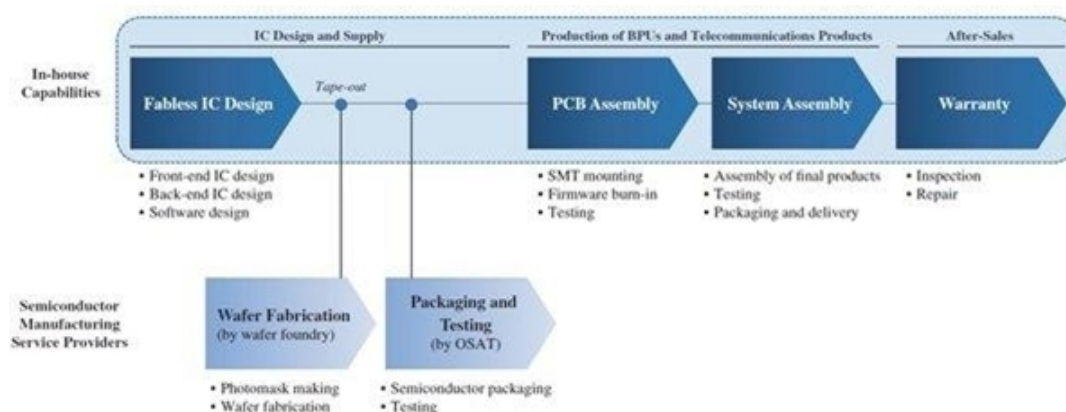 IC Design and Supply
Production of BPUs and Telecommunications Products
After-Sales
In-house
Capabilities
Fabless IC Design
Tape-out
PCB Assembly
System Assembly
Warranty
• Front-end IC design
• Back-end IC design
• Software design
• SMT mounting
• Firmware burn-in
• Testing
• Assembly of final products
• Testing
• Packaging and delivery
• Inspection
• Repair
Semiconductor
Manufacturing
Service Providers
Wafer Fabrication
(by wafer foundry)
Packaging and
Testing
(by OSAT)
• Photomask making
• Wafer fabrication
• Semiconductor packaging
• Testing